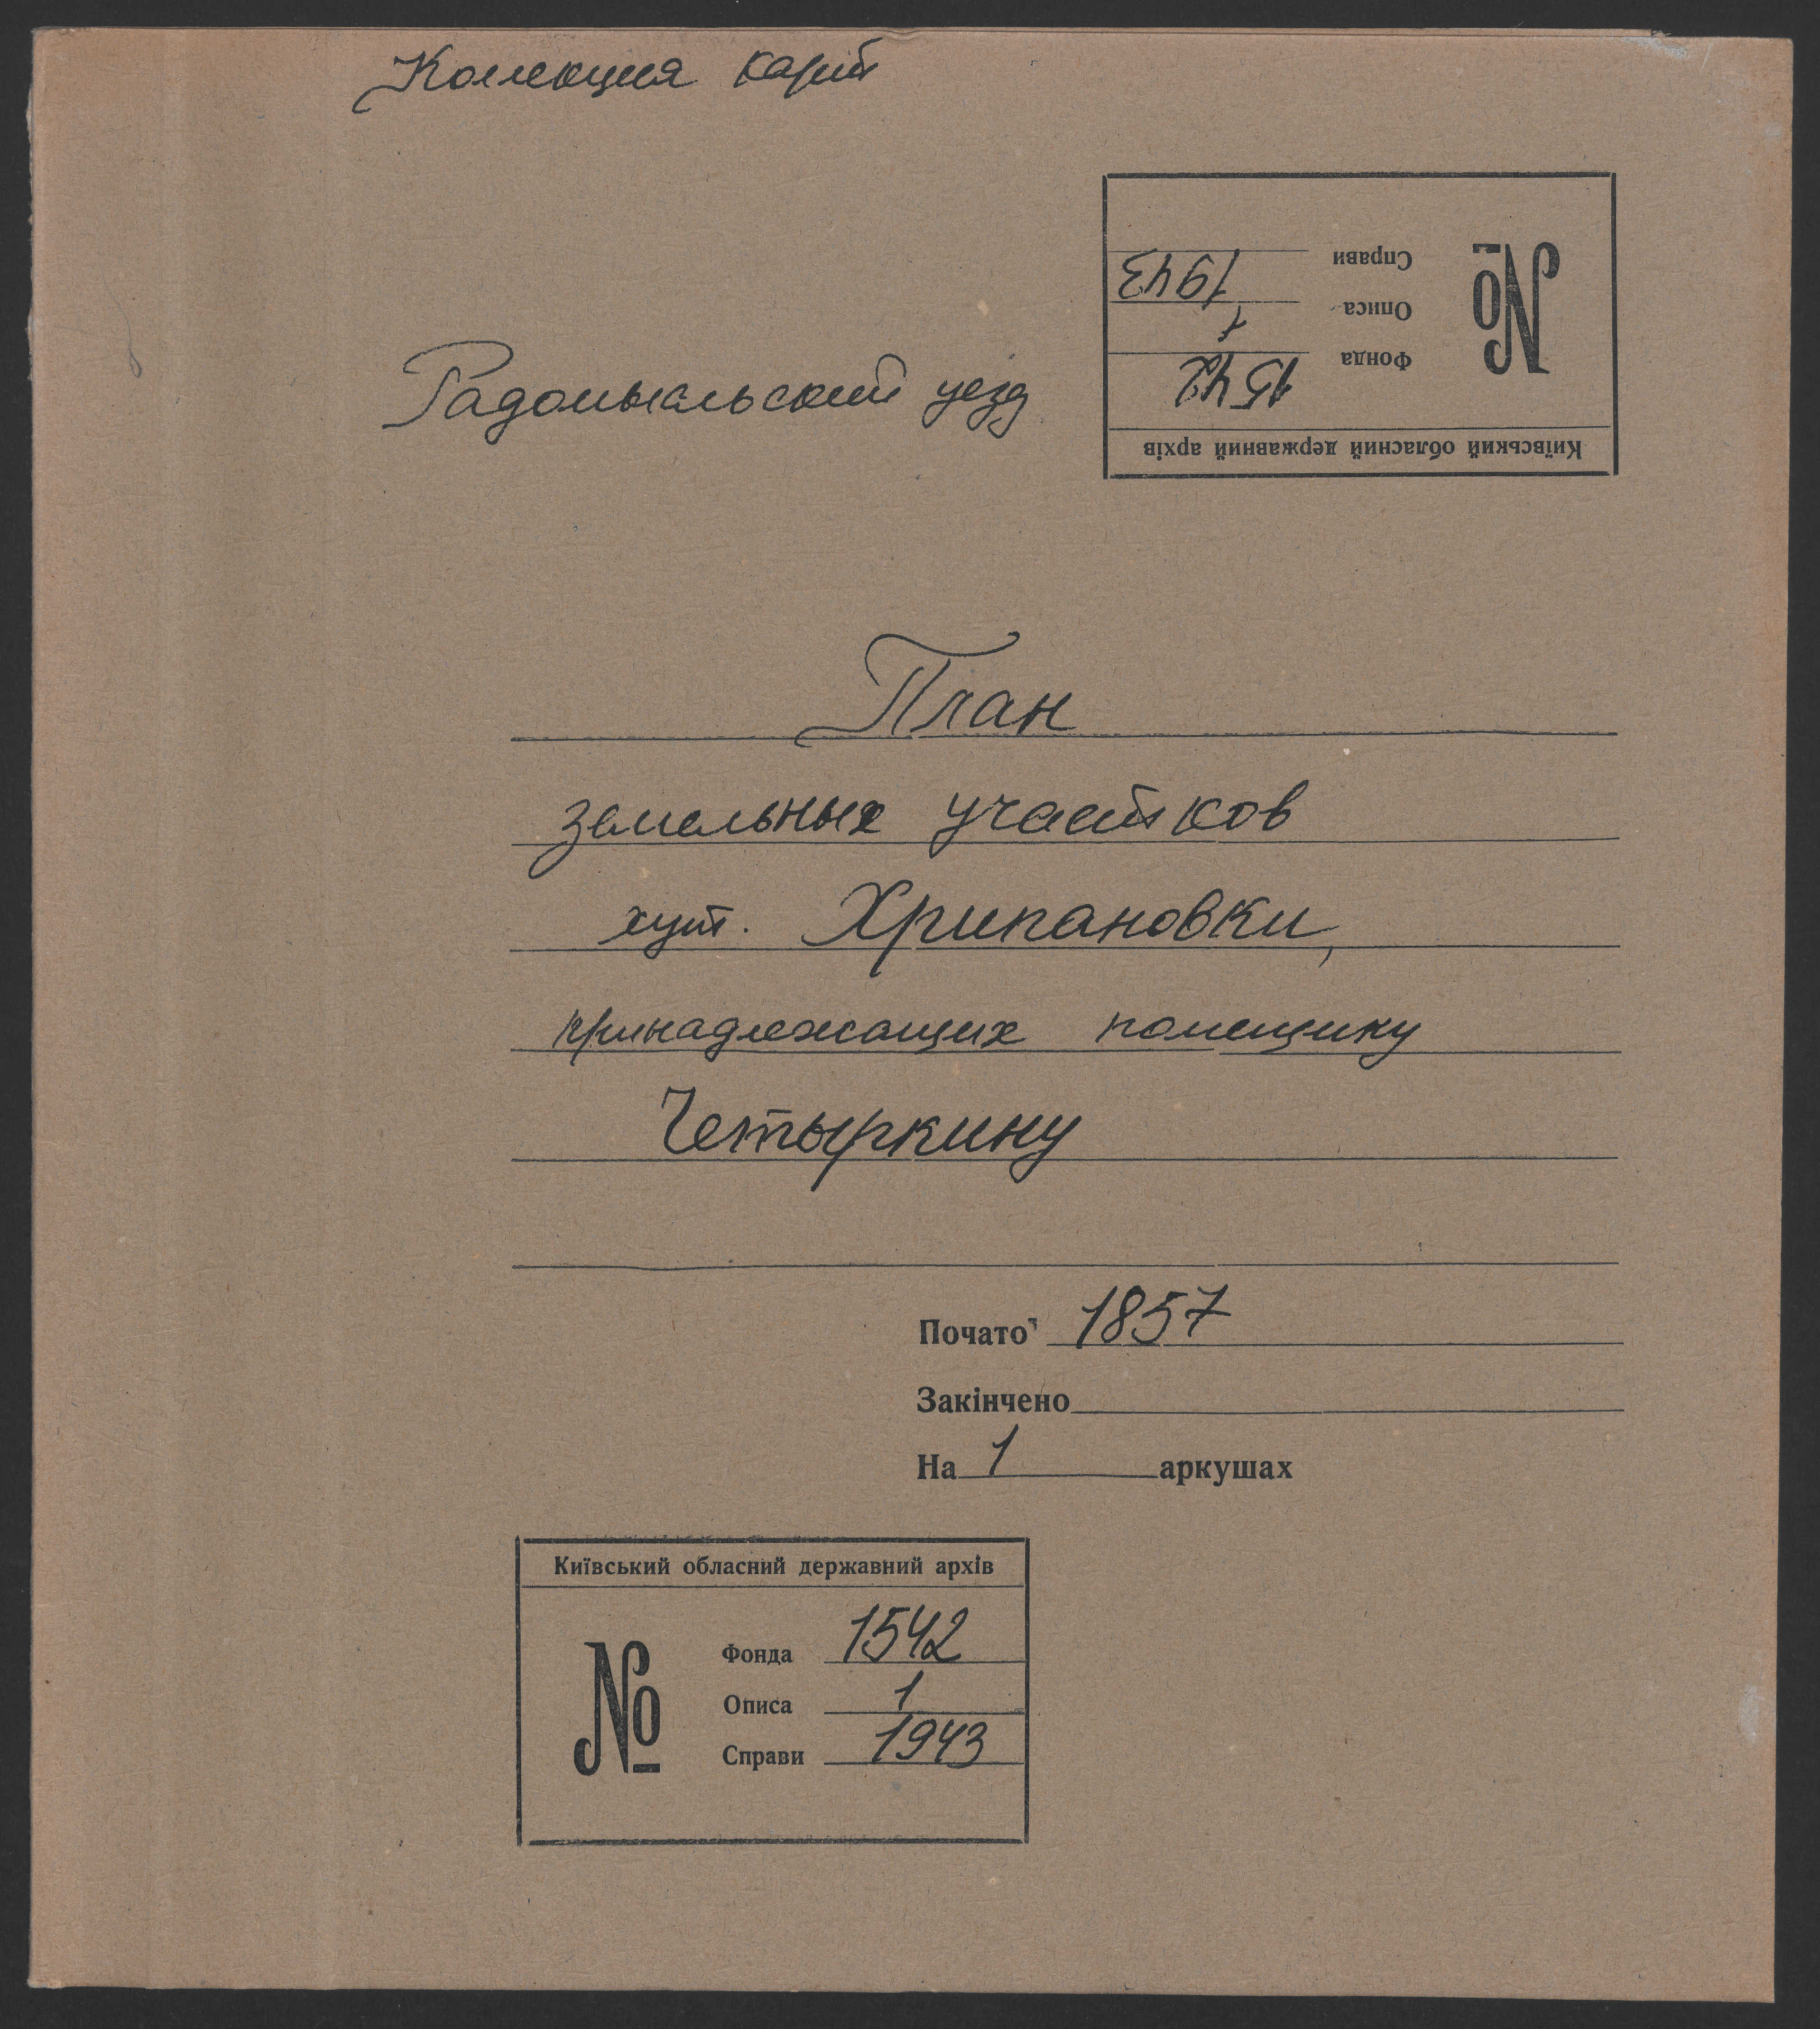 Коллекция карт
Справи 1943
Описа 1
Фонда 1542
№
Київський обласний державний архів
Радомысльский уезд
План
земельных участков
хут. Хрипановки,
принадлежащих помещику
Четыркину
Почато 1857
Закінчено
На 1 аркушах
Київський обласний державний архів
№
Фонда 1542
Описа 1
Справи 1943